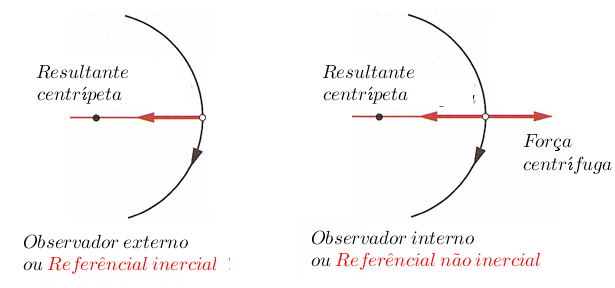 Resultante
centrípeta
Observador externo
ou Referêncial inercial
Resultante
centrípeta
Força
centrífuga
Observador interno
ou Referêncial não inercial